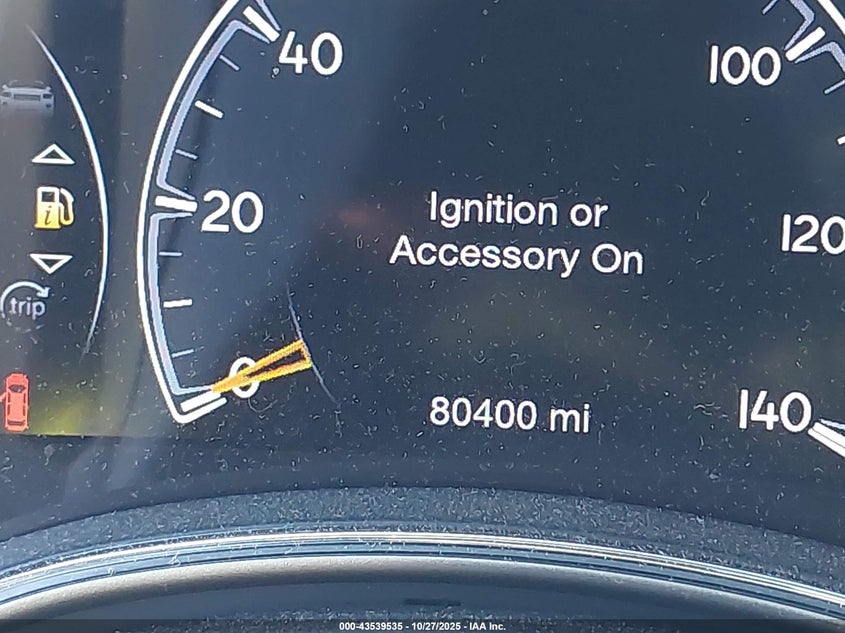 40
100
20
Ignition or
Accessory On
120
i
trip
0
80400 mi
140
000-43539535 - 10/27/2025 - IAA Inc.